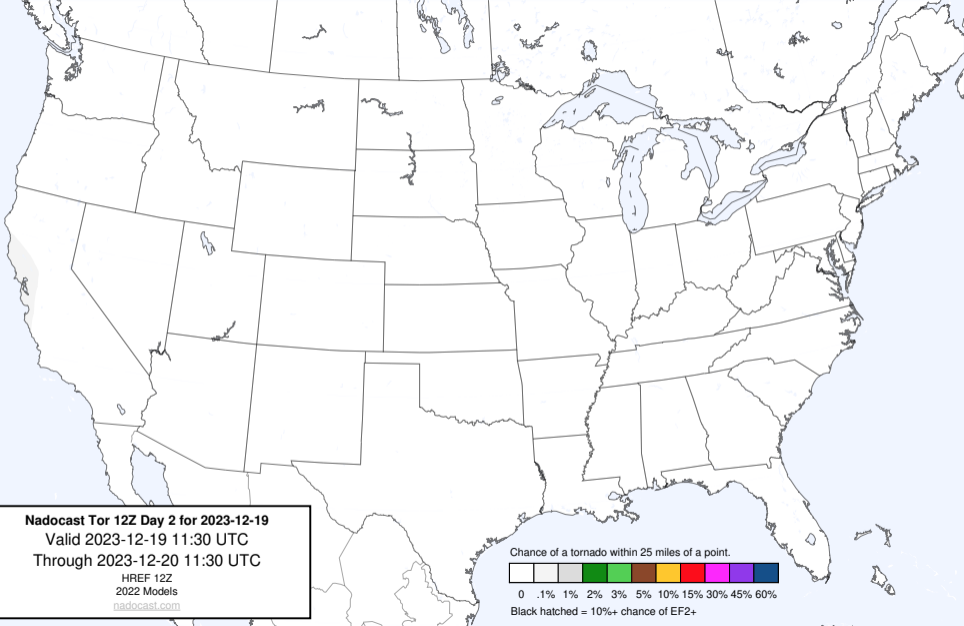 Nadocast Tor 12Z Day 2 for 2023-12-19
Valid 2023-12-19 11:30 UTC
Through 2023-12-20 11:30 UTC
HREF 12Z
2022 Models
nadocast.com
Chance of a tornado within 25 miles of a point.
0 .1% 1% 2% 3% 5% 10% 15% 30% 45% 60%
Black hatched = 10%+ chance of EF2+